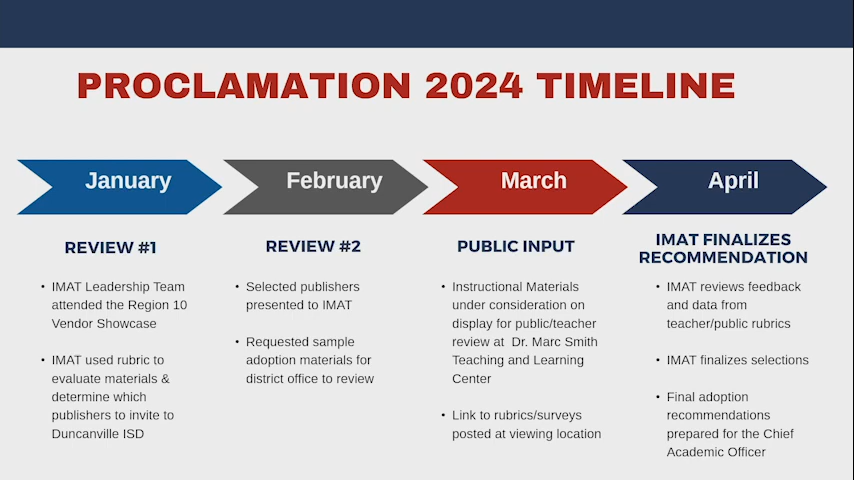 PROCLAMATION 2024 TIMELINE
January
February
March
April
REVIEW #1
• IMAT Leadership Team
attended the Region 10
Vendor Showcase
• IMAT used rubric to
evaluate materials &
determine which
publishers to invite to
Duncanville ISD
REVIEW #2
• Selected publishers
presented to IMAT
• Requested sample
adoption materials for
district office to review
PUBLIC INPUT
• Instructional Materials
under consideration on
display for public/teacher
review at Dr. Marc Smith
Teaching and Learning
Center
• Link to rubrics/surveys
posted at viewing location
IMAT FINALIZES
RECOMMENDATION
• IMAT reviews feedback
and data from
teacher/public rubrics
• IMAT finalizes selections
• Final adoption
recommendations
prepared for the Chief
Academic Officer